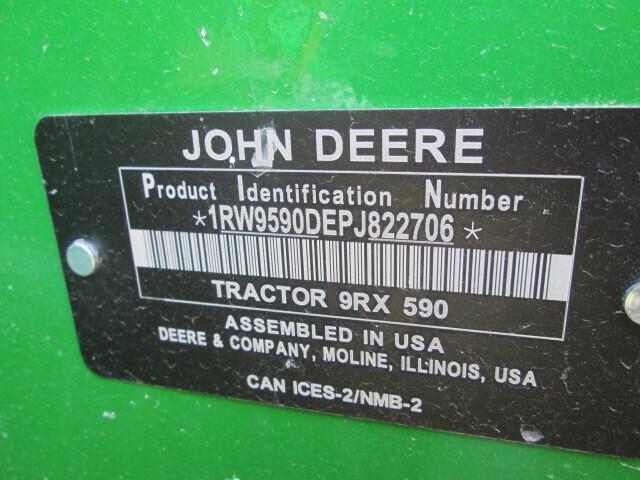 JOHN DEERE
Product Identification Number
*1RW9590DEPJ822706*
TRACTOR 9RX 590
ASSEMBLED IN USA
DEERE & COMPANY, MOLINE, ILLINOIS, USA
CAN ICES-2/NMB-2